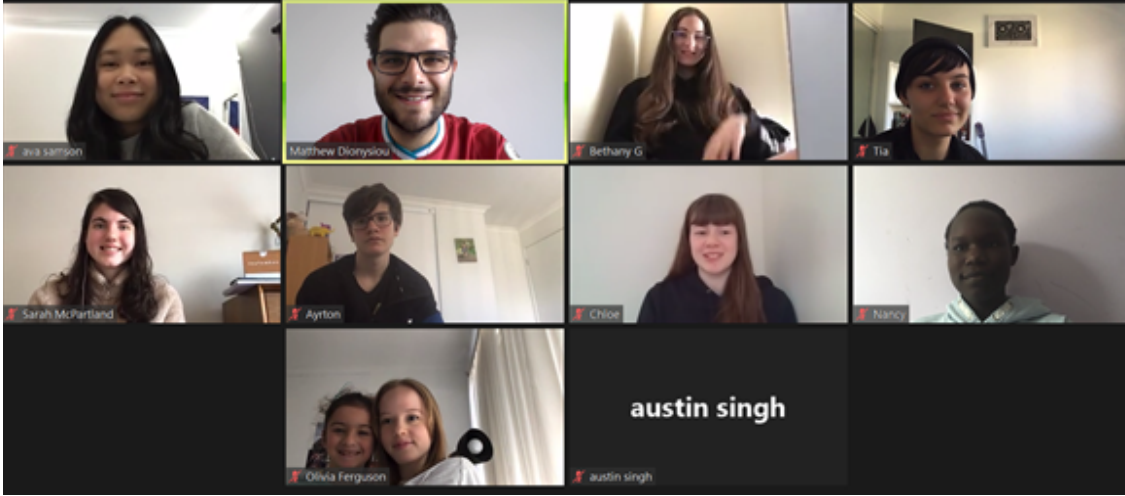 ava samson
Matthew Dionysiou
Bethany G
Tia
Sarah McPartland
Ayrton
Chloe
Nancy
Olivia Ferguson
austin singh
austin singh